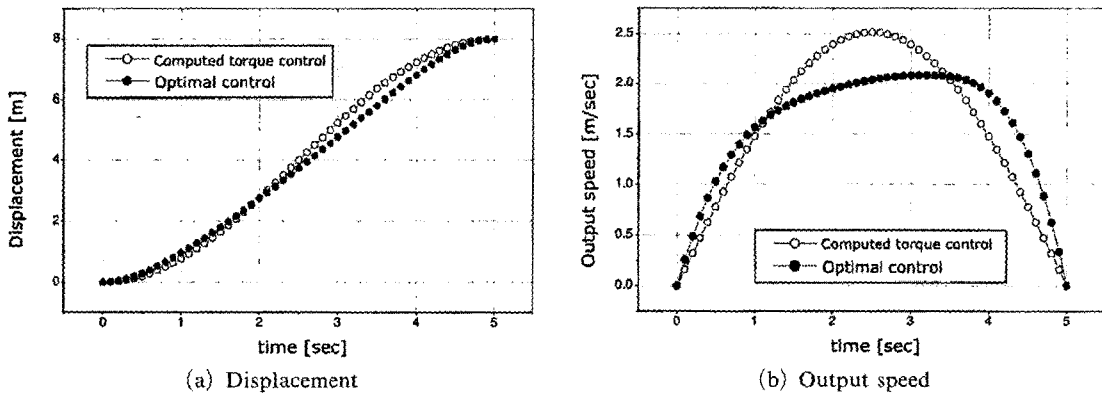 Displacement [m]
8
6
4
2
0
Computed torque control
Optimal control
0 1 2 3 4 5
time [sec]
(a) Displacement
Output speed [m/sec]
2.5
2.0
1.5
1.0
0.5
0.0
Computed torque control
Optimal control
0 1 2 3 4 5
time [sec]
(b) Output speed